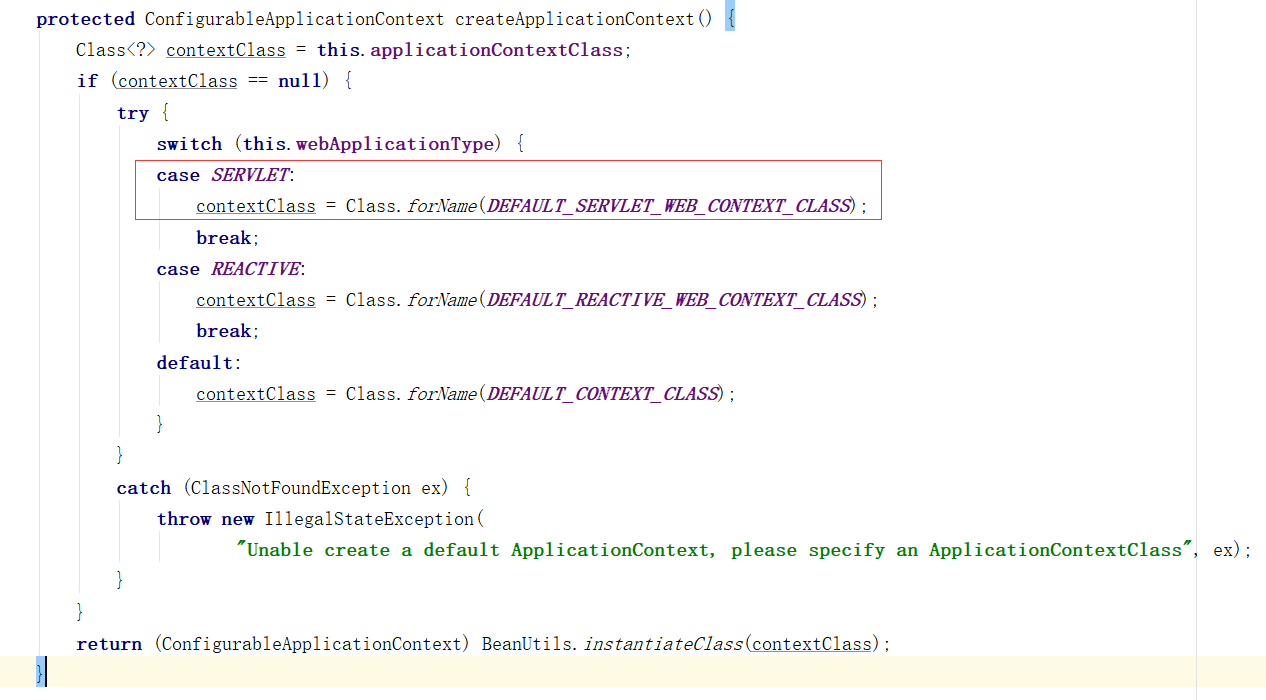 protected ConfigurableApplicationContext createApplicationContext() {
Class<?> contextClass = this.applicationContextClass;
if (contextClass == null) {
try {
switch (this.webApplicationType) {
case SERVLET:
contextClass = Class.forName(DEFAULT_SERVLET_WEB_CONTEXT_CLASS);
break;
case REACTIVE:
contextClass = Class.forName(DEFAULT_REACTIVE_WEB_CONTEXT_CLASS);
break;
default:
contextClass = Class.forName(DEFAULT_CONTEXT_CLASS);
}
}
catch (ClassNotFoundException ex) {
throw new IllegalStateException(
"Unable create a default ApplicationContext, please specify an ApplicationContextClass", ex);
}
}
return (ConfigurableApplicationContext) BeanUtils.instantiateClass(contextClass);
}